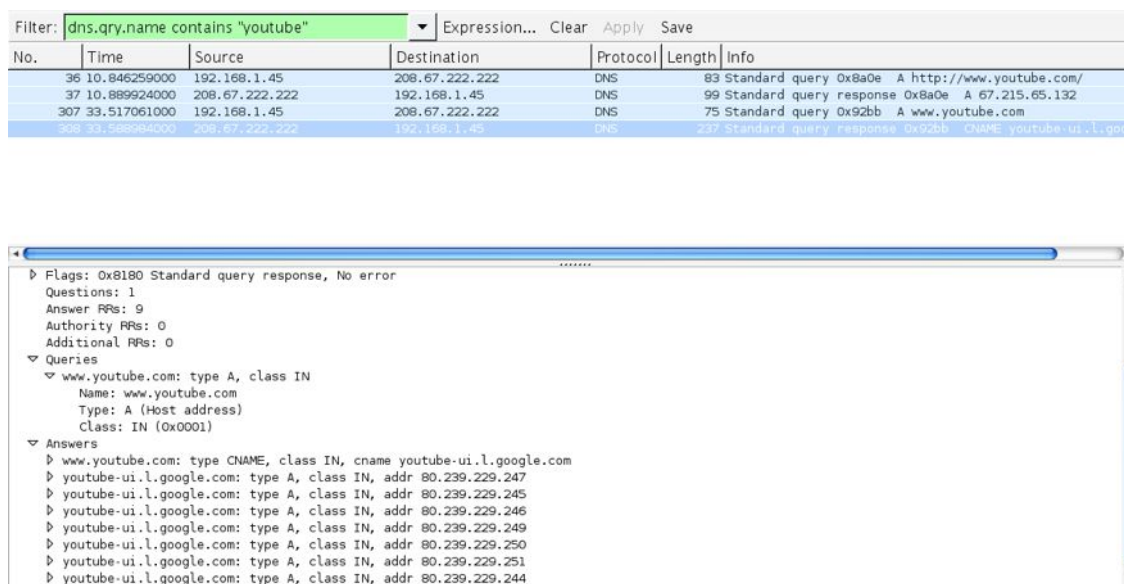 Filter: dns.qry.name contains "youtube" Expression... Clear Apply Save
No. Time Source Destination Protocol Length Info
36 10.846259000 192.168.1.45 208.67.222.222 DNS 83 Standard query 0x8a0e A http://www.youtube.com/
37 10.889924000 208.67.222.222 192.168.1.45 DNS 99 Standard query response 0x8a0e A 67.215.65.132
307 33.517061000 192.168.1.45 208.67.222.222 DNS 75 Standard query 0x92bb A www.youtube.com
308 33.588984000 208.67.222.222 192.168.1.45 DNS 237 Standard query response 0x92bb CNAME youtube-ui.l.goo
Flags: 0x8180 Standard query response, No error
Questions: 1
Answer RRs: 9
Authority RRs: 0
Additional RRs: 0
Queries
www.youtube.com: type A, class IN
Name: www.youtube.com
Type: A (Host address)
Class: IN (0x0001)
Answers
www.youtube.com: type CNAME, class IN, cname youtube-ui.l.google.com
youtube-ui.l.google.com: type A, class IN, addr 80.239.229.247
youtube-ui.l.google.com: type A, class IN, addr 80.239.229.245
youtube-ui.l.google.com: type A, class IN, addr 80.239.229.246
youtube-ui.l.google.com: type A, class IN, addr 80.239.229.249
youtube-ui.l.google.com: type A, class IN, addr 80.239.229.250
youtube-ui.l.google.com: type A, class IN, addr 80.239.229.251
youtube-ui.l.google.com: type A, class IN, addr 80.239.229.244